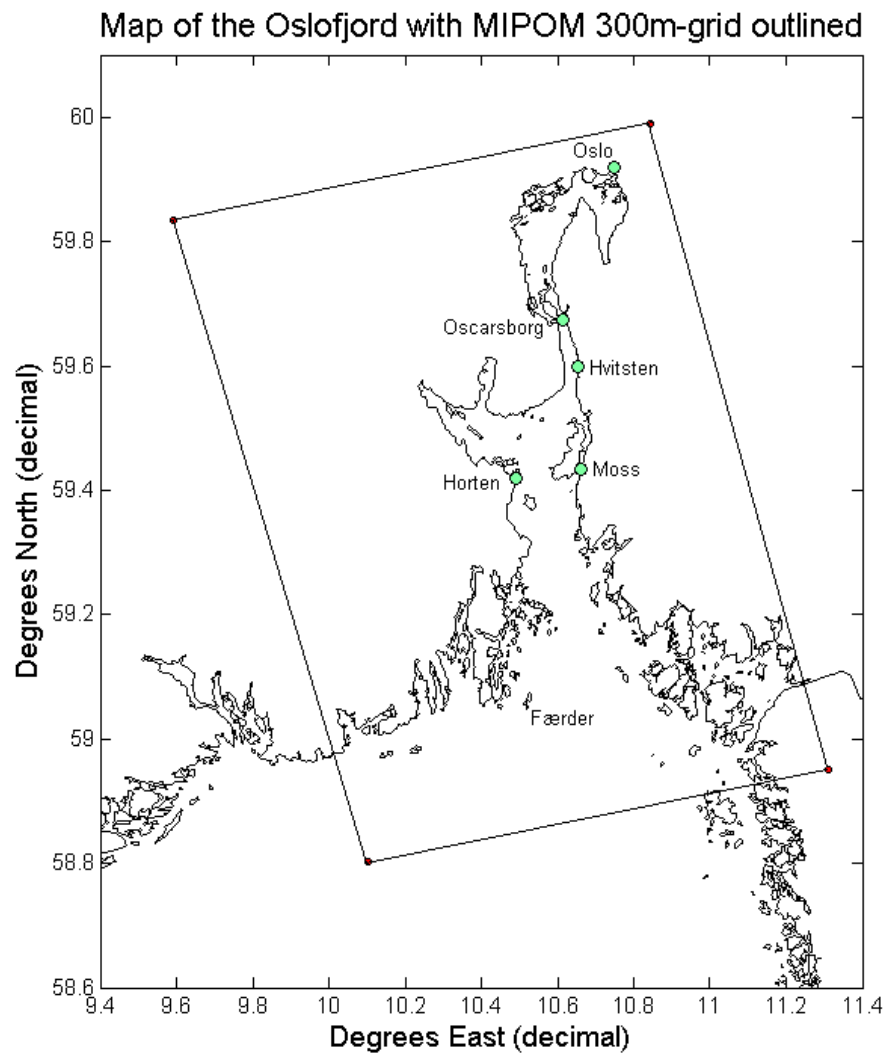 Map of the Oslofjord with MIPOM 300m-grid outlined
60
Oslo
59.8
Oscarsborg
59.6
Hvitsten
Moss
59.4
Horten
59.2
Færder
59
58.8
58.6
9.4 9.6 9.8 10 10.2 10.4 10.6 10.8 11 11.2 11.4
Degrees North (decimal)
Degrees East (decimal)